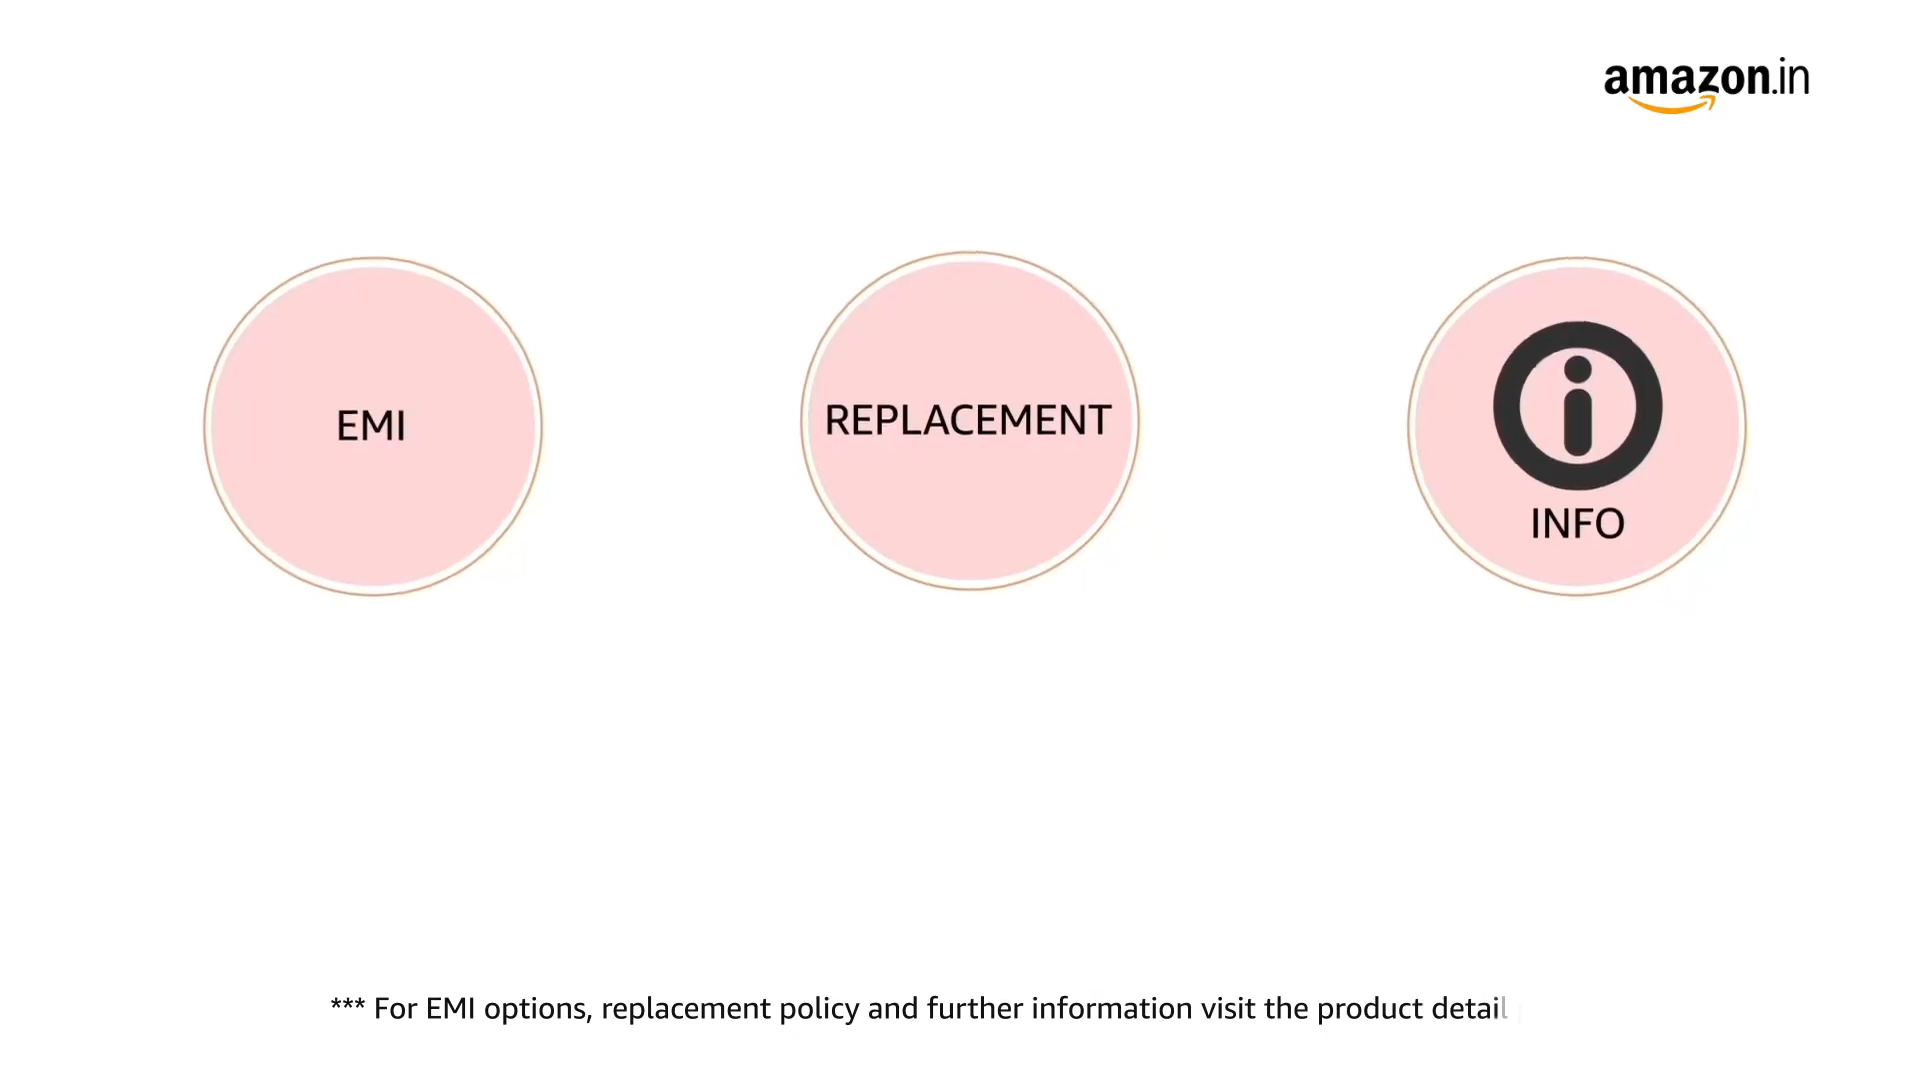 amazon.in
EMI
REPLACEMENT
INFO
*** For EMI options, replacement policy and further information visit the product detail